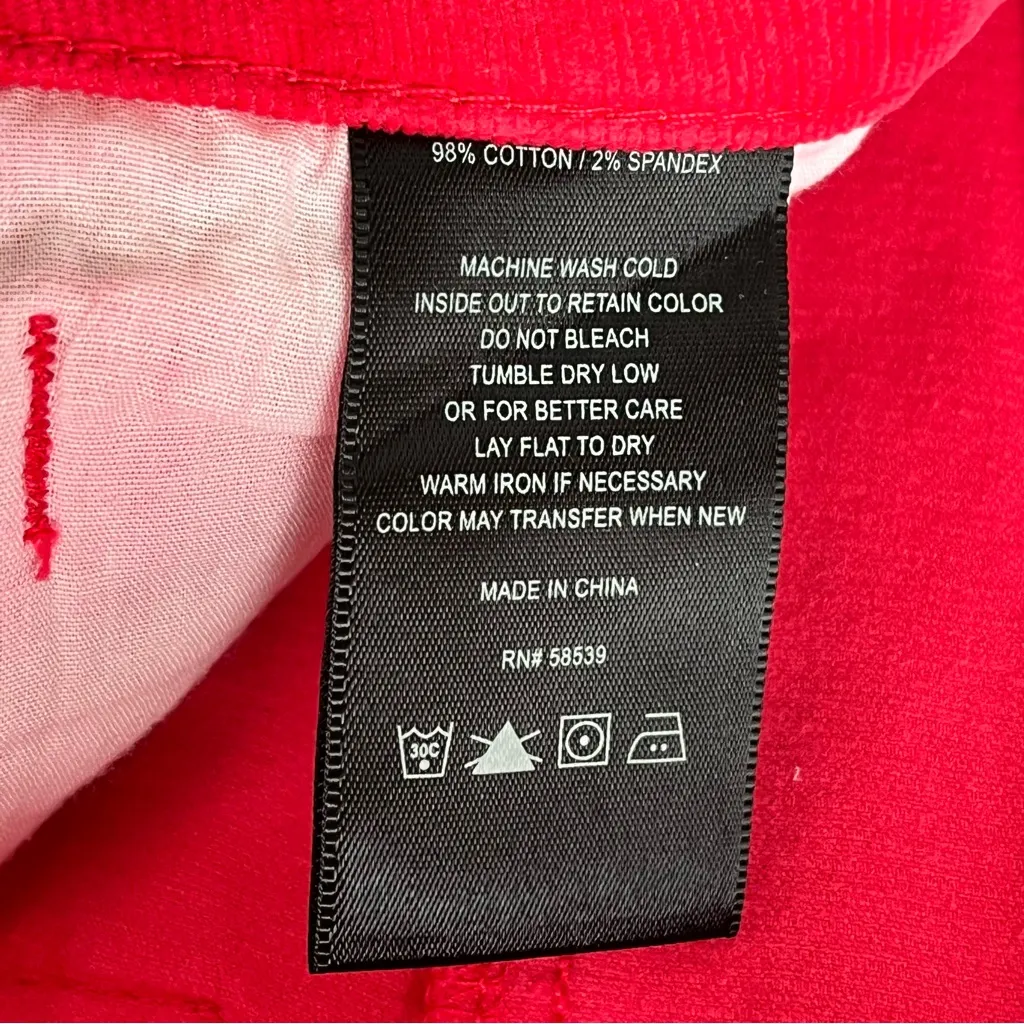 98% COTTON / 2% SPANDEX
MACHINE WASH COLD
INSIDE OUT TO RETAIN COLOR
DO NOT BLEACH
TUMBLE DRY LOW
OR FOR BETTER CARE
LAY FLAT TO DRY
WARM IRON IF NECESSARY
COLOR MAY TRANSFER WHEN NEW
MADE IN CHINA
RN# 58539
30C